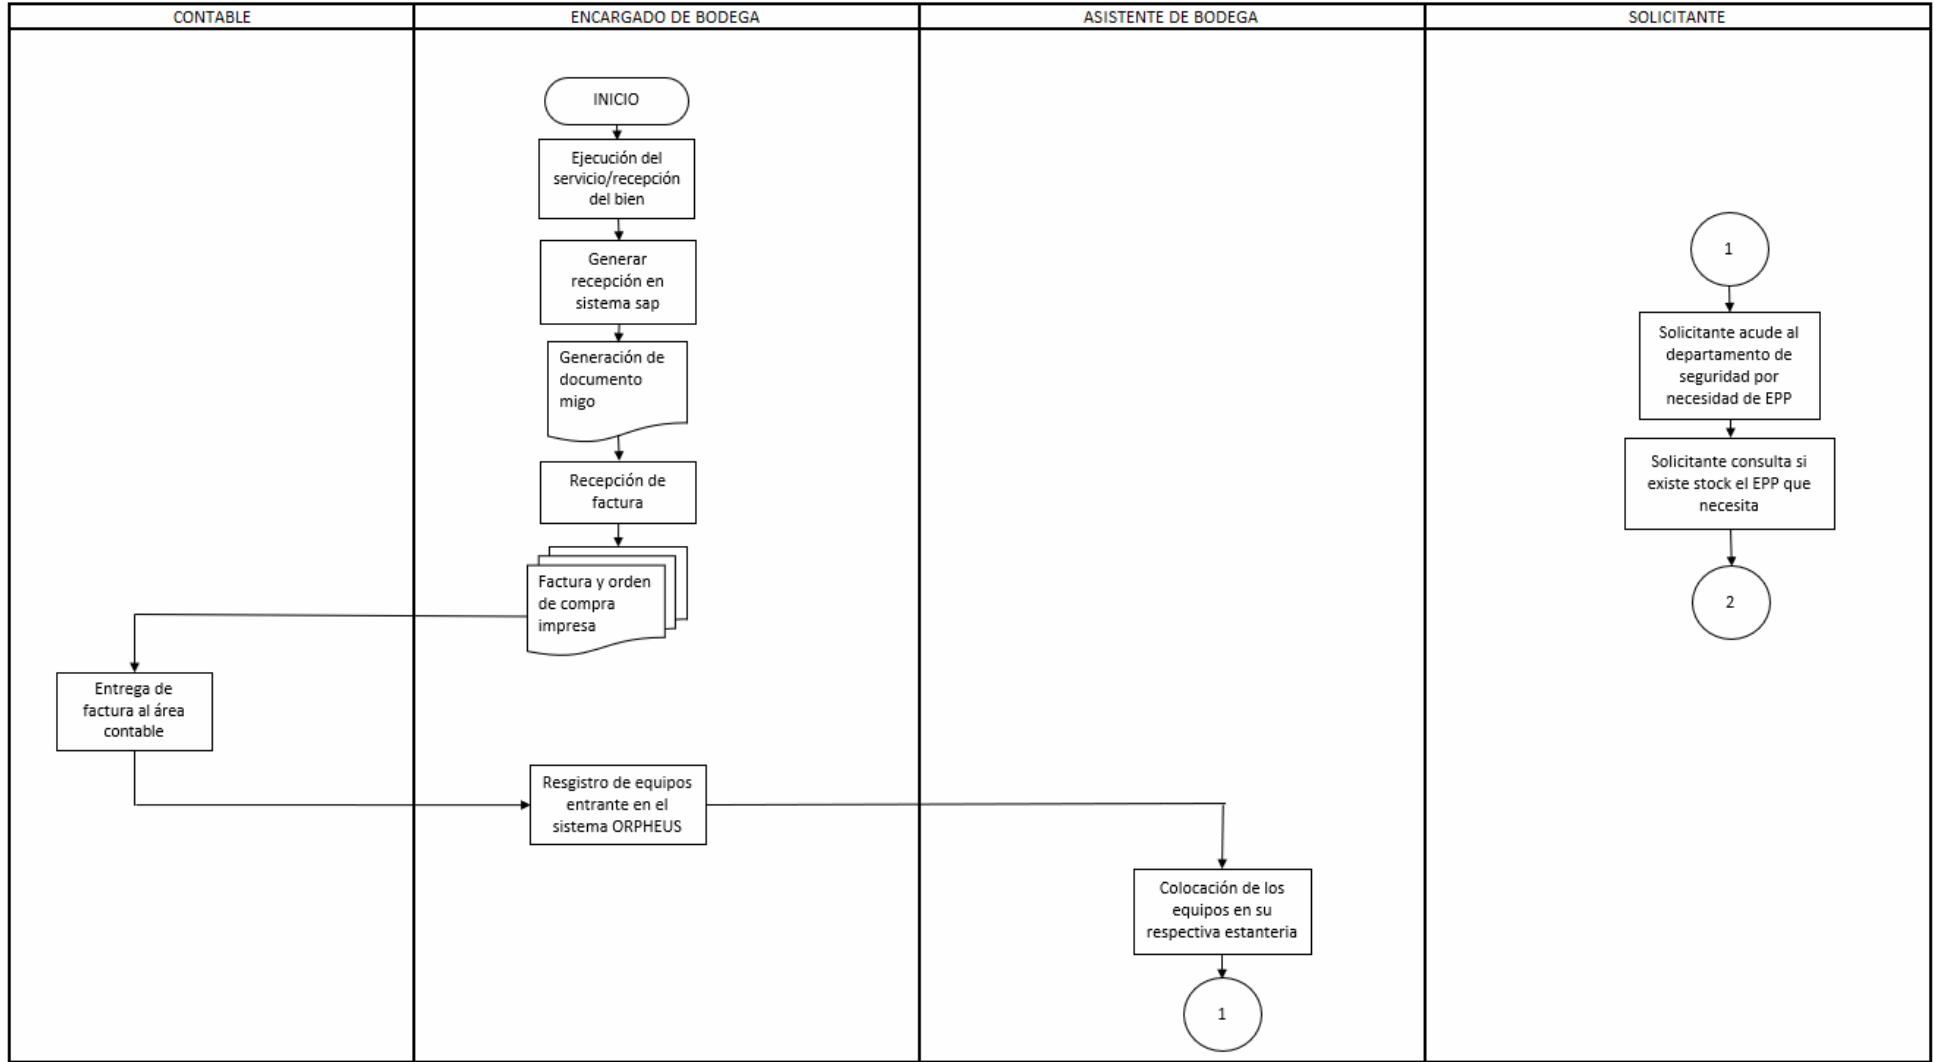 CONTABLE
ENCARGADO DE BODEGA
ASISTENTE DE BODEGA
SOLICITANTE
INICIO
Ejecución del
servicio/recepción
del bien
Generar
recepción en
sistema sap
Generación de
documento
migo
Recepción de
factura
Factura y orden
de compra
impresa
Entrega de
factura al área
contable
Resgistro de equipos
entrante en el
sistema ORPHEUS
Colocación de los
equipos en su
respectiva estanteria
1
1
Solicitante acude al
departamento de
seguridad por
necesidad de EPP
Solicitante consulta si
existe stock el EPP que
necesita
2